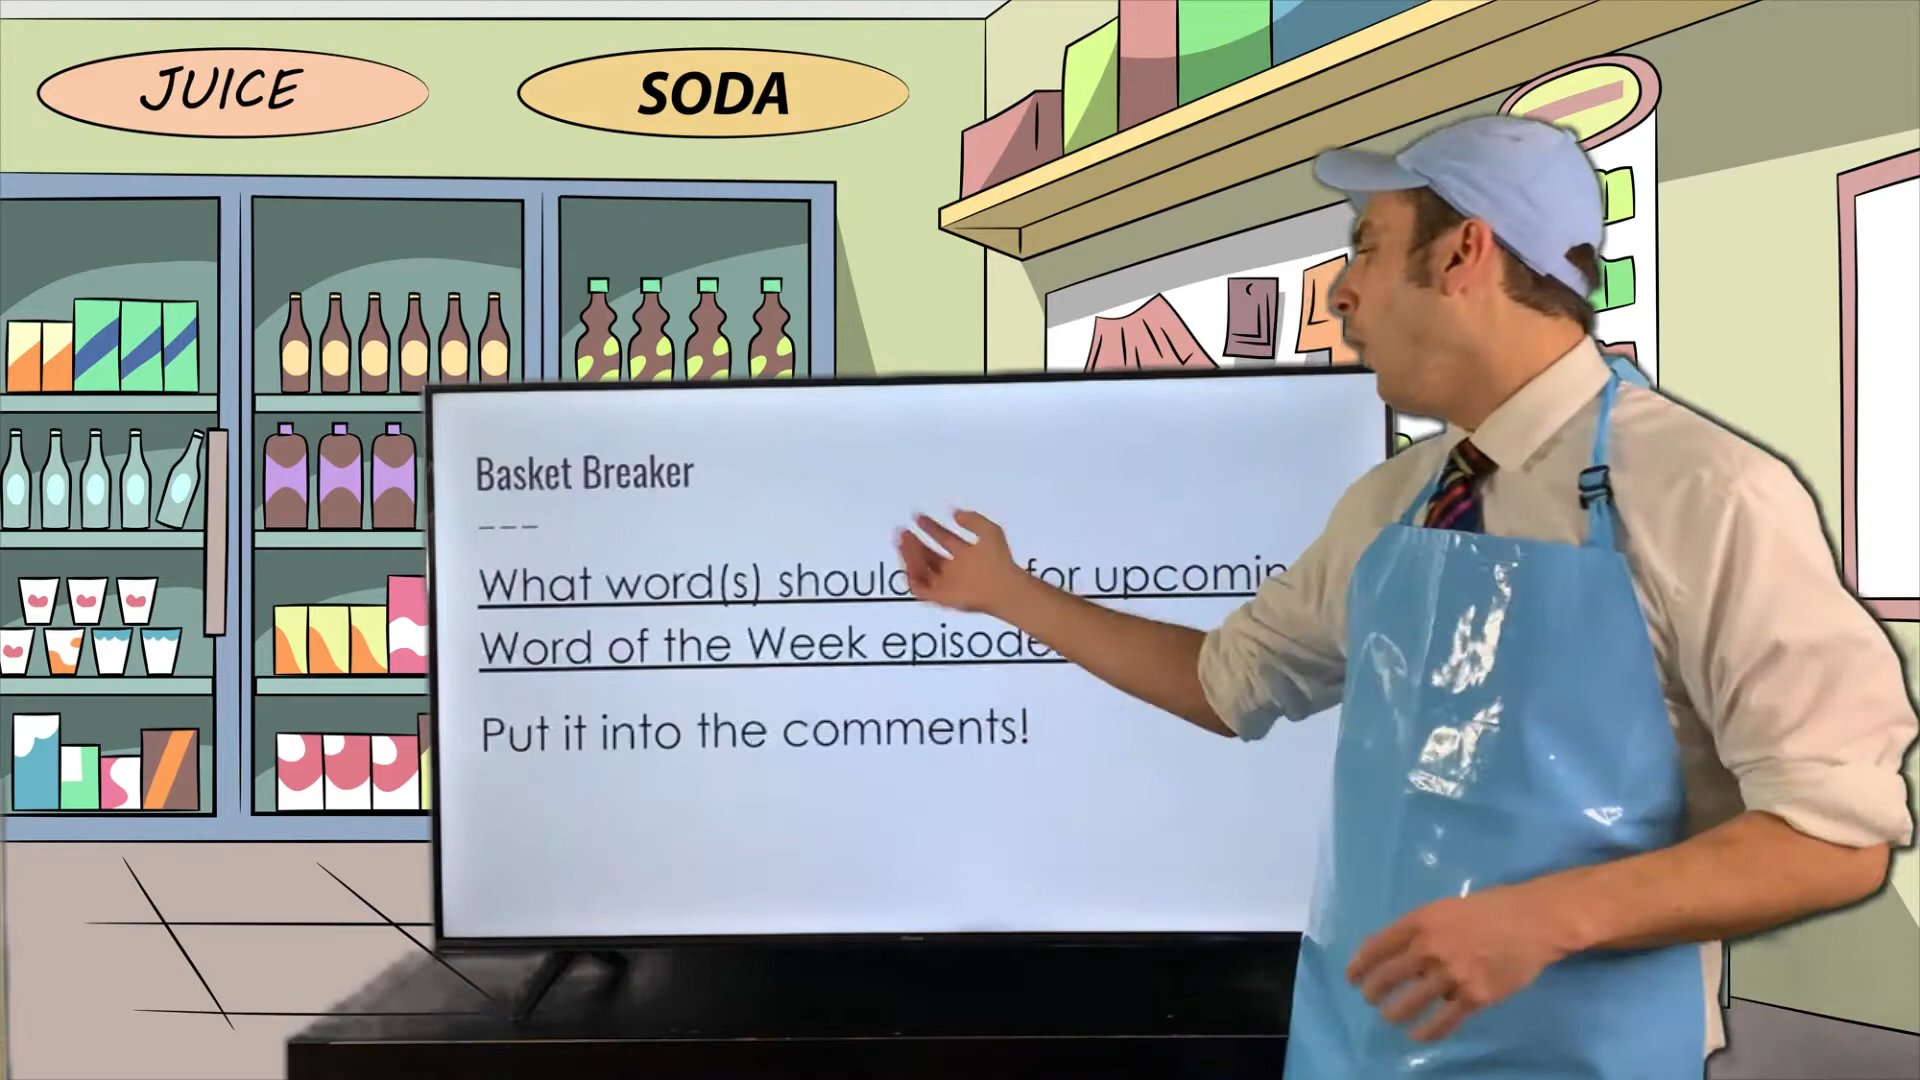 JUICE
SODA
Basket Breaker
---
What word(s) should for upcomin
Word of the Week episode
Put it into the comments!